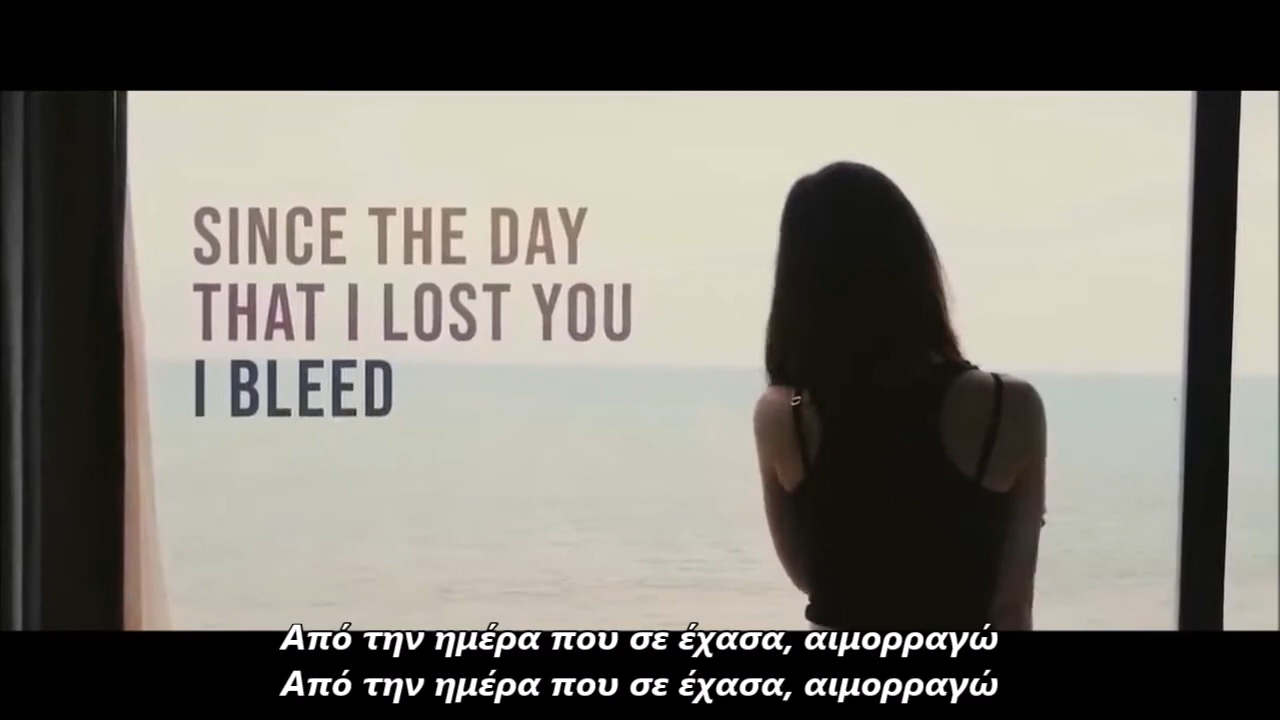 SINCE THE DAY
THAT I LOST YOU
I BLEED
Από την ημέρα που σε έχασα, αιμορραγώ
Από την ημέρα που σε έχασα, αιμορραγώ